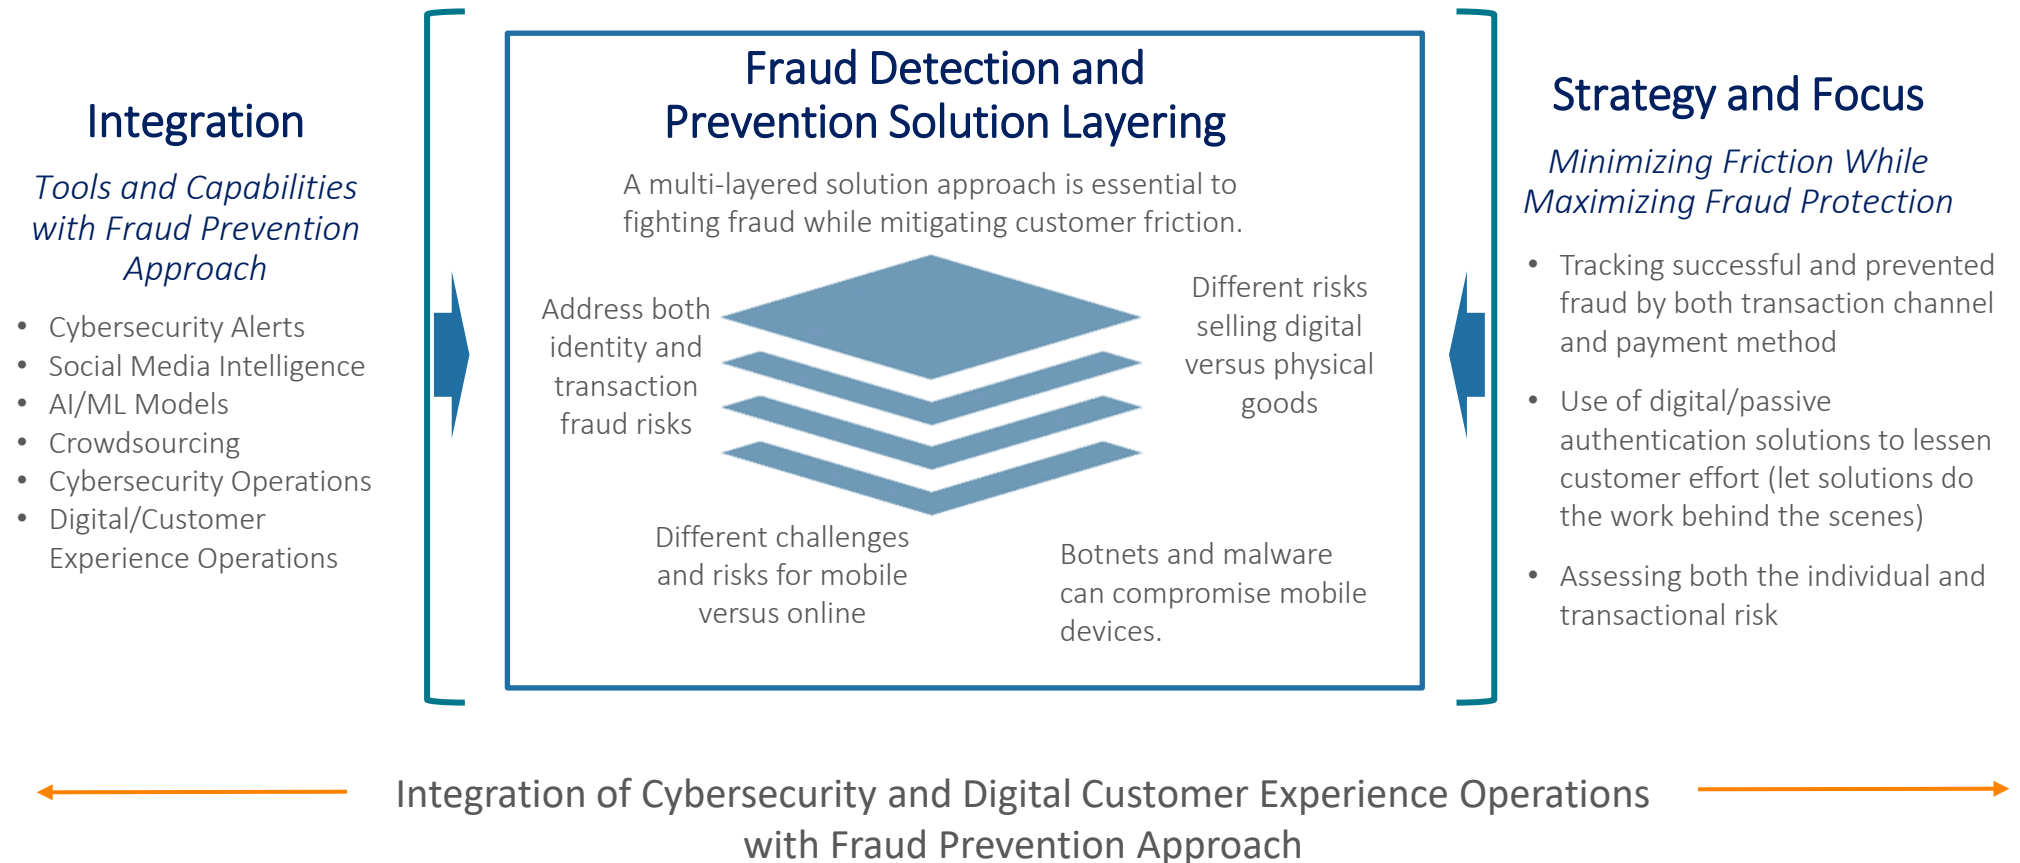 Integration
Tools and Capabilities
with Fraud Prevention
Approach
• Cybersecurity Alerts
• Social Media Intelligence
• AI/ML Models
• Crowdsourcing
• Cybersecurity Operations
• Digital/Customer
Experience Operations
Fraud Detection and
Prevention Solution Layering
A multi-layered solution approach is essential to
fighting fraud while mitigating customer friction.
Address both
identity and
transaction
fraud risks
Different risks
selling digital
versus physical
goods
Different challenges
and risks for mobile
versus online
Botnets and malware
can compromise mobile
devices.
Strategy and Focus
Minimizing Friction While
Maximizing Fraud Protection
• Tracking successful and prevented
fraud by both transaction channel
and payment method
• Use of digital/passive
authentication solutions to lessen
customer effort (let solutions do
the work behind the scenes)
• Assessing both the individual and
transactional risk
Integration of Cybersecurity and Digital Customer Experience Operations
with Fraud Prevention Approach